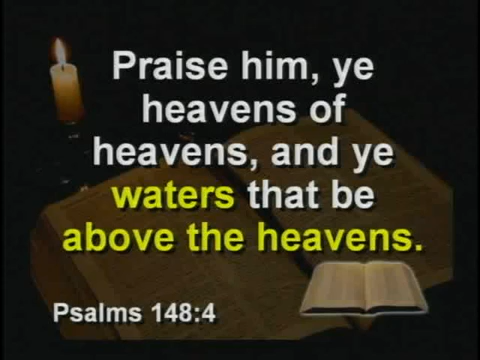 Praise him, ye
heavens of
heavens, and ye
waters that be
above the heavens.
Psalms 148:4